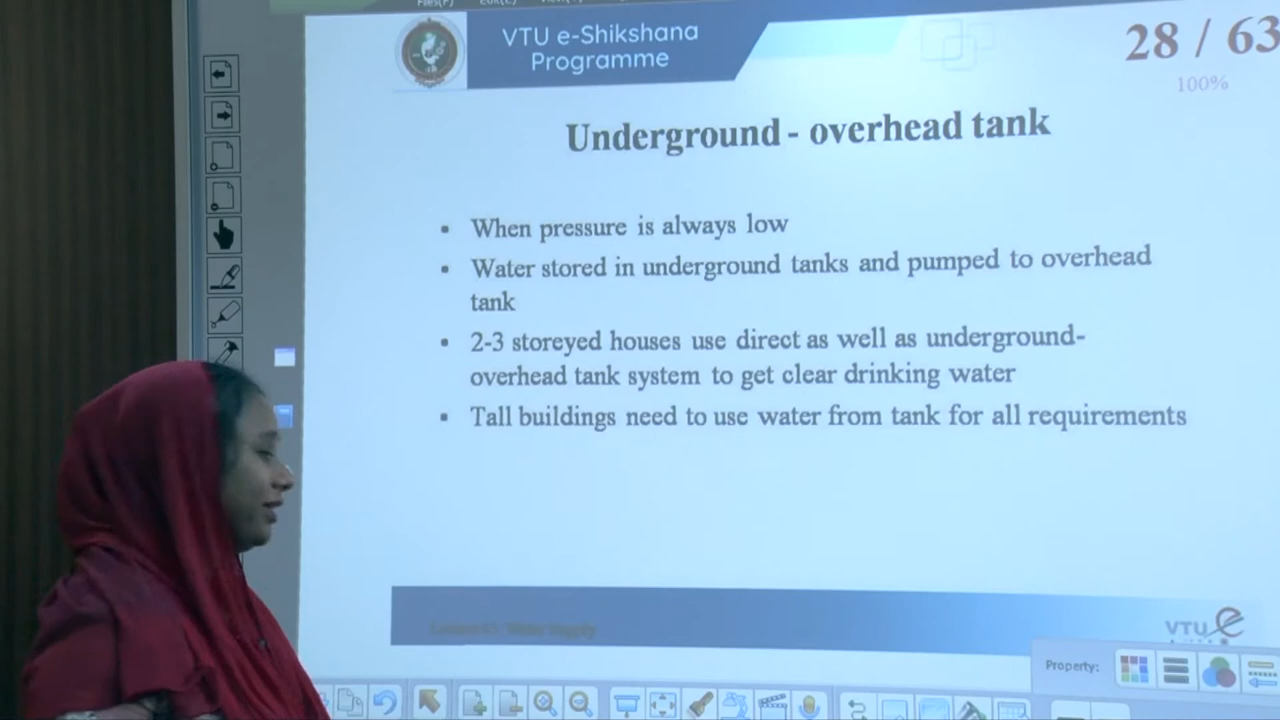 VTU e-Shikshana
Programme
28 / 63
100%
Underground - overhead tank
▪ When pressure is always low
▪ Water stored in underground tanks and pumped to overhead
tank
▪ 2-3 storeyed houses use direct as well as underground-
overhead tank system to get clear drinking water
▪ Tall buildings need to use water from tank for all requirements
Water Supply
VTU e
Property: